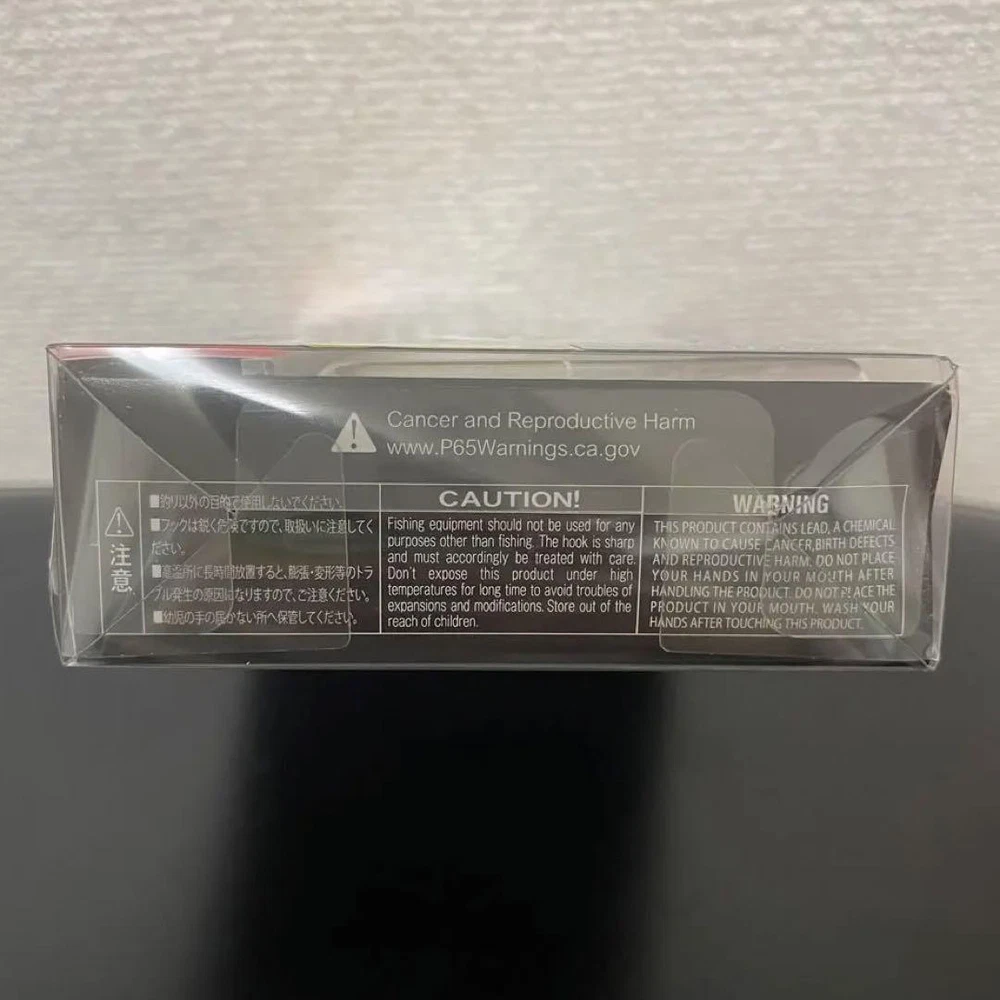 Cancer and Reproductive Harm
www.P65Warnings.ca.gov
注意
■釣り以外の目的で使用しないでください。
■フックは鋭く危険ですので、取扱いに注意してく
ださい。
■高温所に長時間放置すると、膨張・変形等のトラ
ブル発生の原因になりますので、ご注意ください。
■幼児の手の届かない所へ保管してください。
CAUTION!
Fishing equipment should not be used for any
purposes other than fishing. The hook is sharp
and must accordingly be treated with care.
Don't expose this product under high
temperatures for long time to avoid troubles of
expansions and modifications. Store out of the
reach of children.
WARNING
THIS PRODUCT CONTAINS LEAD, A CHEMICAL
KNOWN TO CAUSE CANCER, BIRTH DEFECTS
AND REPRODUCTIVE HARM. DO NOT PLACE
YOUR HANDS IN YOUR MOUTH AFTER
HANDLING THE PRODUCT. DO NOT PLACE THE
PRODUCT IN YOUR MOUTH. WASH YOUR
HANDS AFTER TOUCHING THIS PRODUCT.